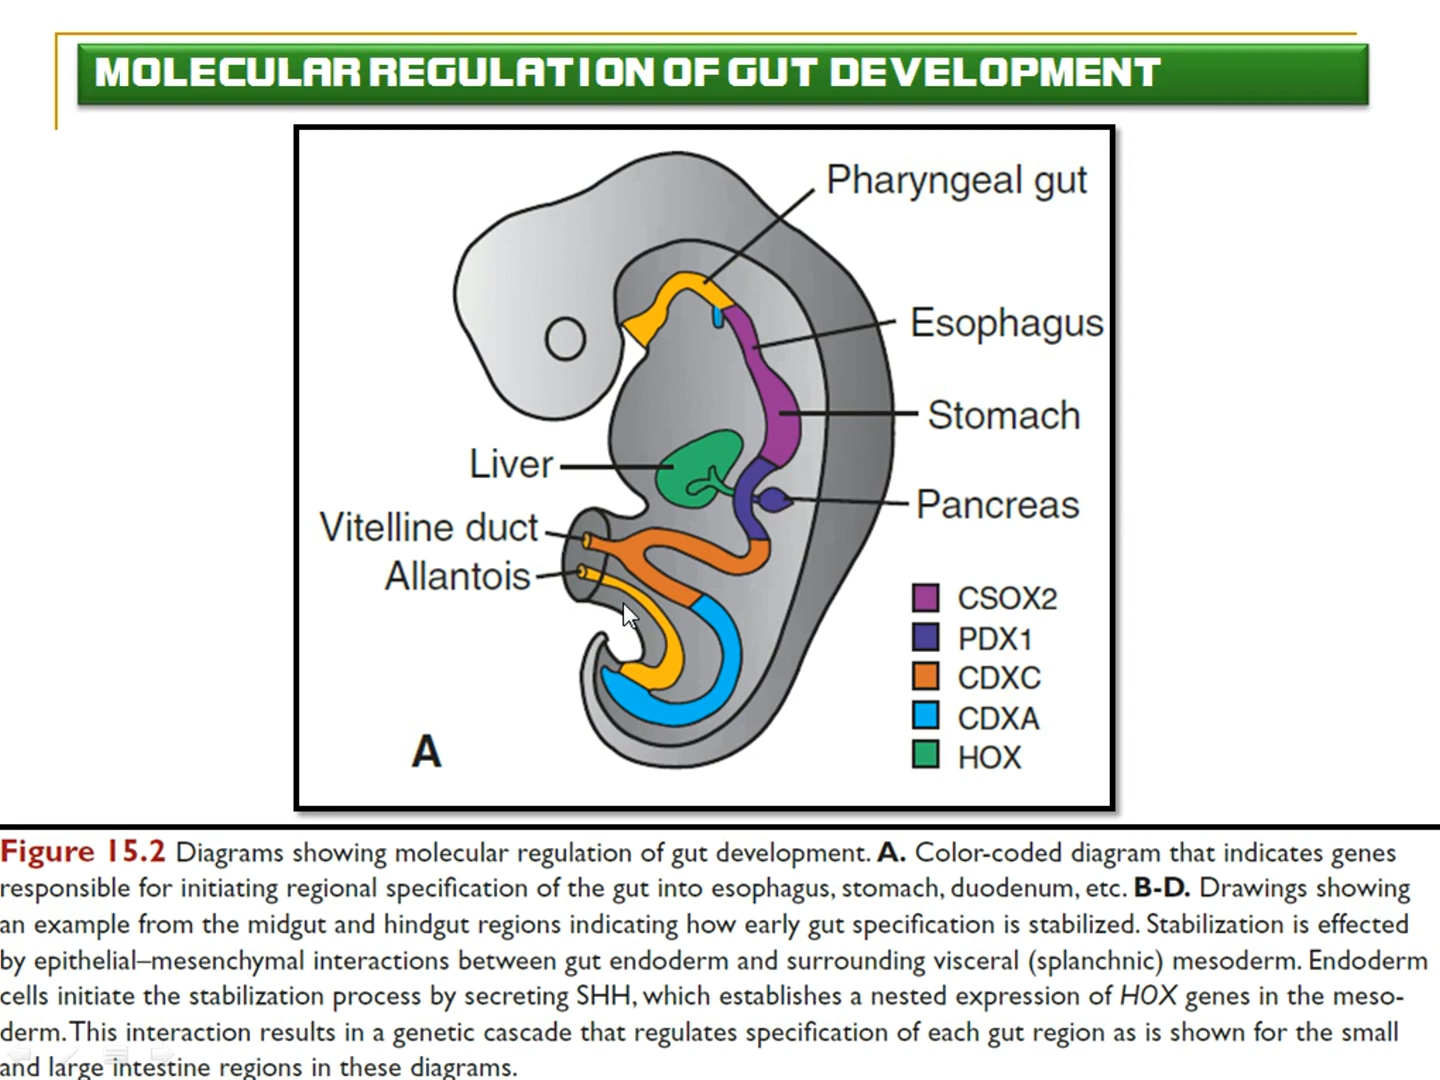 MOLECULAR REGULATION OF GUT DEVELOPMENT
Pharyngeal gut
Esophagus
Stomach
Liver
Pancreas
Vitelline duct
Allantois
CSOX2
PDX1
CDXC
CDXA
HOX
A
Figure 15.2 Diagrams showing molecular regulation of gut development. A. Color-coded diagram that indicates genes
responsible for initiating regional specification of the gut into esophagus, stomach, duodenum, etc. B-D. Drawings showing
an example from the midgut and hindgut regions indicating how early gut specification is stabilized. Stabilization is effected
by epithelial–mesenchymal interactions between gut endoderm and surrounding visceral (splanchnic) mesoderm. Endoderm
cells initiate the stabilization process by secreting SHH, which establishes a nested expression of HOX genes in the meso-
derm. This interaction results in a genetic cascade that regulates specification of each gut region as is shown for the small
and large intestine regions in these diagrams.